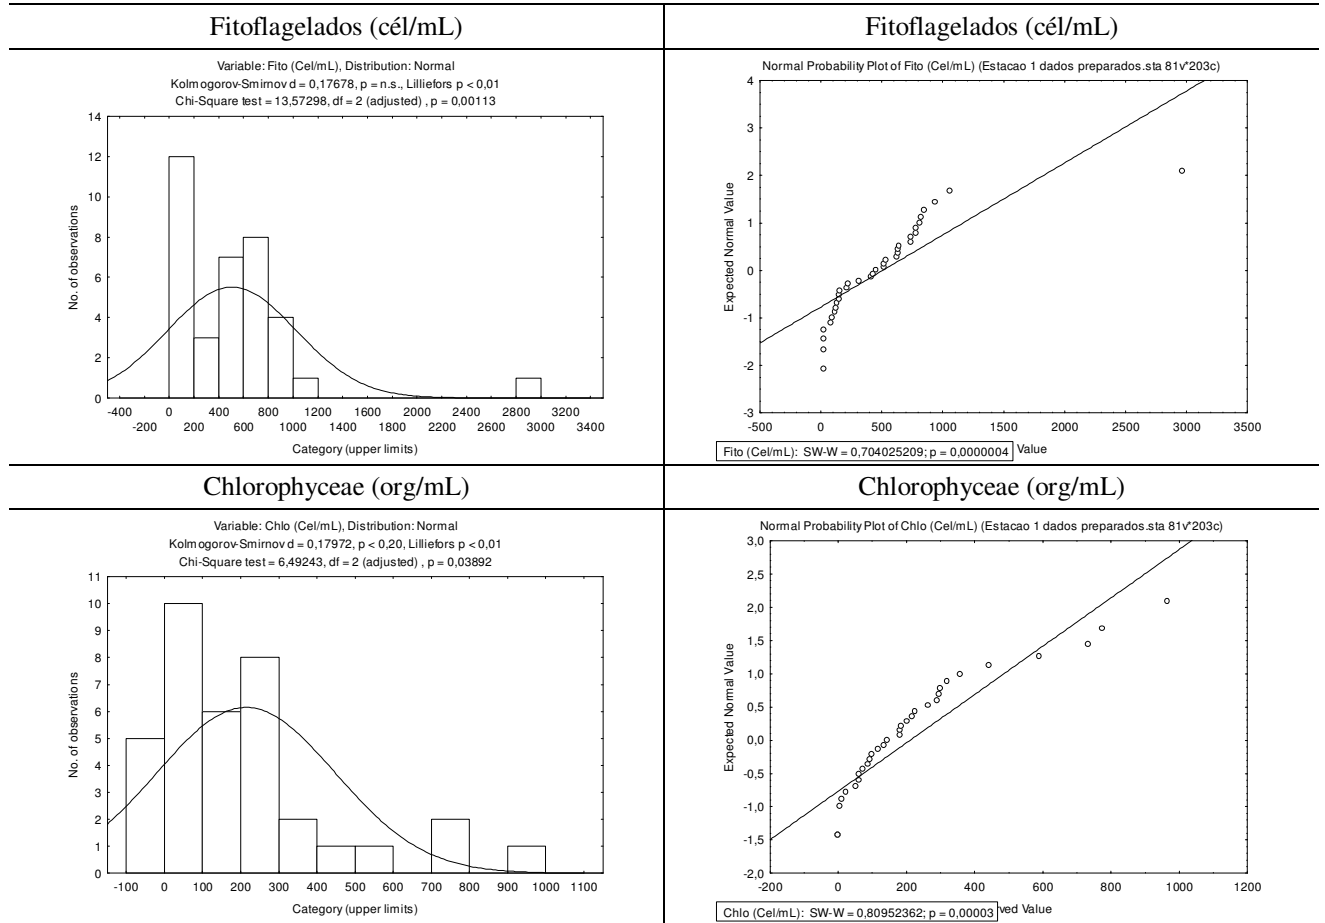 Fitoflagelados (cél/mL)
Variable: Fito (Cel/mL), Distribution: Normal
Kolmogorov-Smirnov d = 0,17678, p = n.s., Lilliefors p < 0,01
Chi-Square test = 13,57298, df = 2 (adjusted) , p = 0,00113
No. of observations
14
12
10
8
6
4
2
0
-400 0 400 800 1200 1600 2000 2400 2800 3200
-200 200 600 1000 1400 1800 2200 2600 3000 3400
Category (upper limits)
Fitoflagelados (cél/mL)
Normal Probability Plot of Fito (Cel/mL) (Estacao 1 dados preparados.sta 81v*203c)
Expected Normal Value
4
3
2
1
0
-1
-2
-3
-500 0 500 1000 1500 2000 2500 3000 3500
Fito (Cel/mL): SW-W = 0,704025209; p = 0,0000004 Value
Chlorophyceae (org/mL)
Variable: Chlo (Cel/mL), Distribution: Normal
Kolmogorov-Smirnov d = 0,17972, p < 0,20, Lilliefors p < 0,01
Chi-Square test = 6,49243, df = 2 (adjusted) , p = 0,03892
No. of observations
11
10
9
8
7
6
5
4
3
2
1
0
-100 0 100 200 300 400 500 600 700 800 900 1000 1100
Category (upper limits)
Chlorophyceae (org/mL)
Normal Probability Plot of Chlo (Cel/mL) (Estacao 1 dados preparados.sta 81v*203c)
Expected Normal Value
3,0
2,5
2,0
1,5
1,0
0,5
0,0
-0,5
-1,0
-1,5
-2,0
-200 0 200 400 600 800 1000 1200
Chlo (Cel/mL): SW-W = 0,80952362; p = 0,00003 rved Value